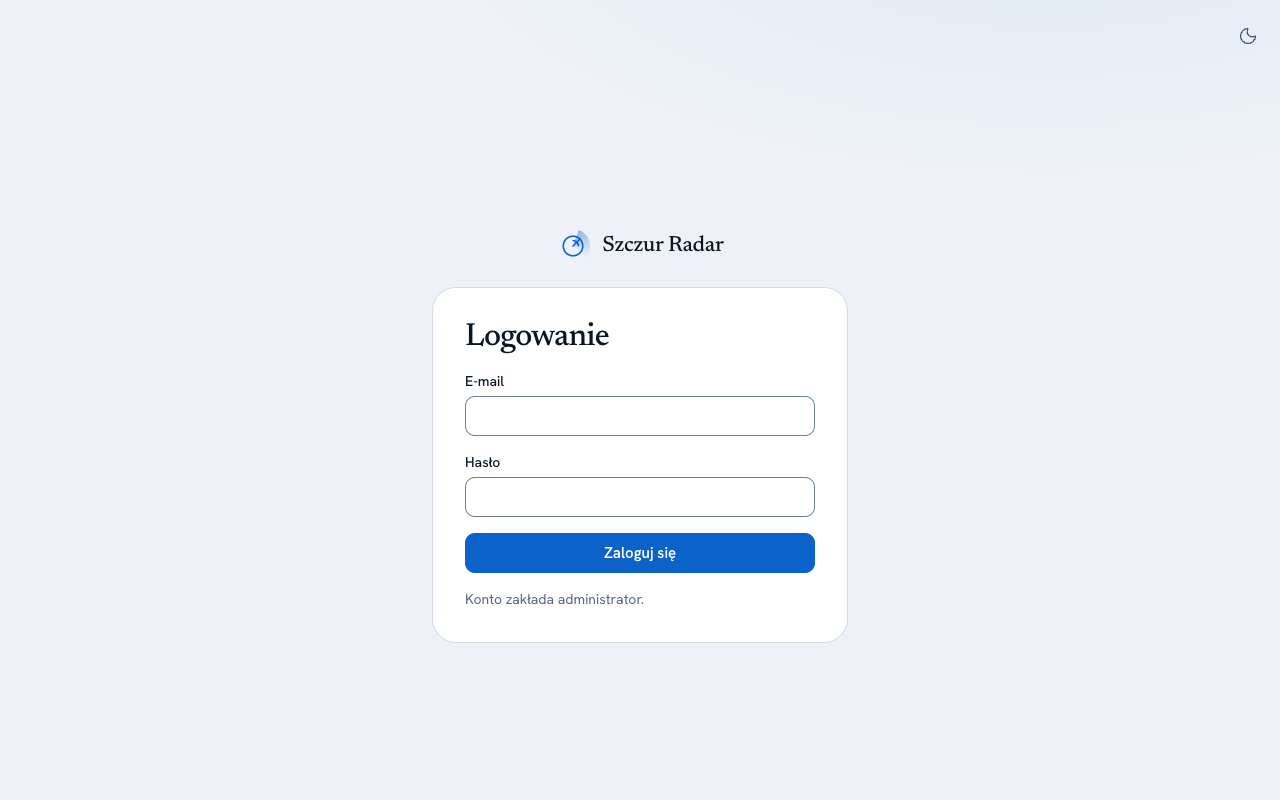 Szczur Radar
Logowanie
E-mail
Hasło
Zaloguj się
Konto zakłada administrator.